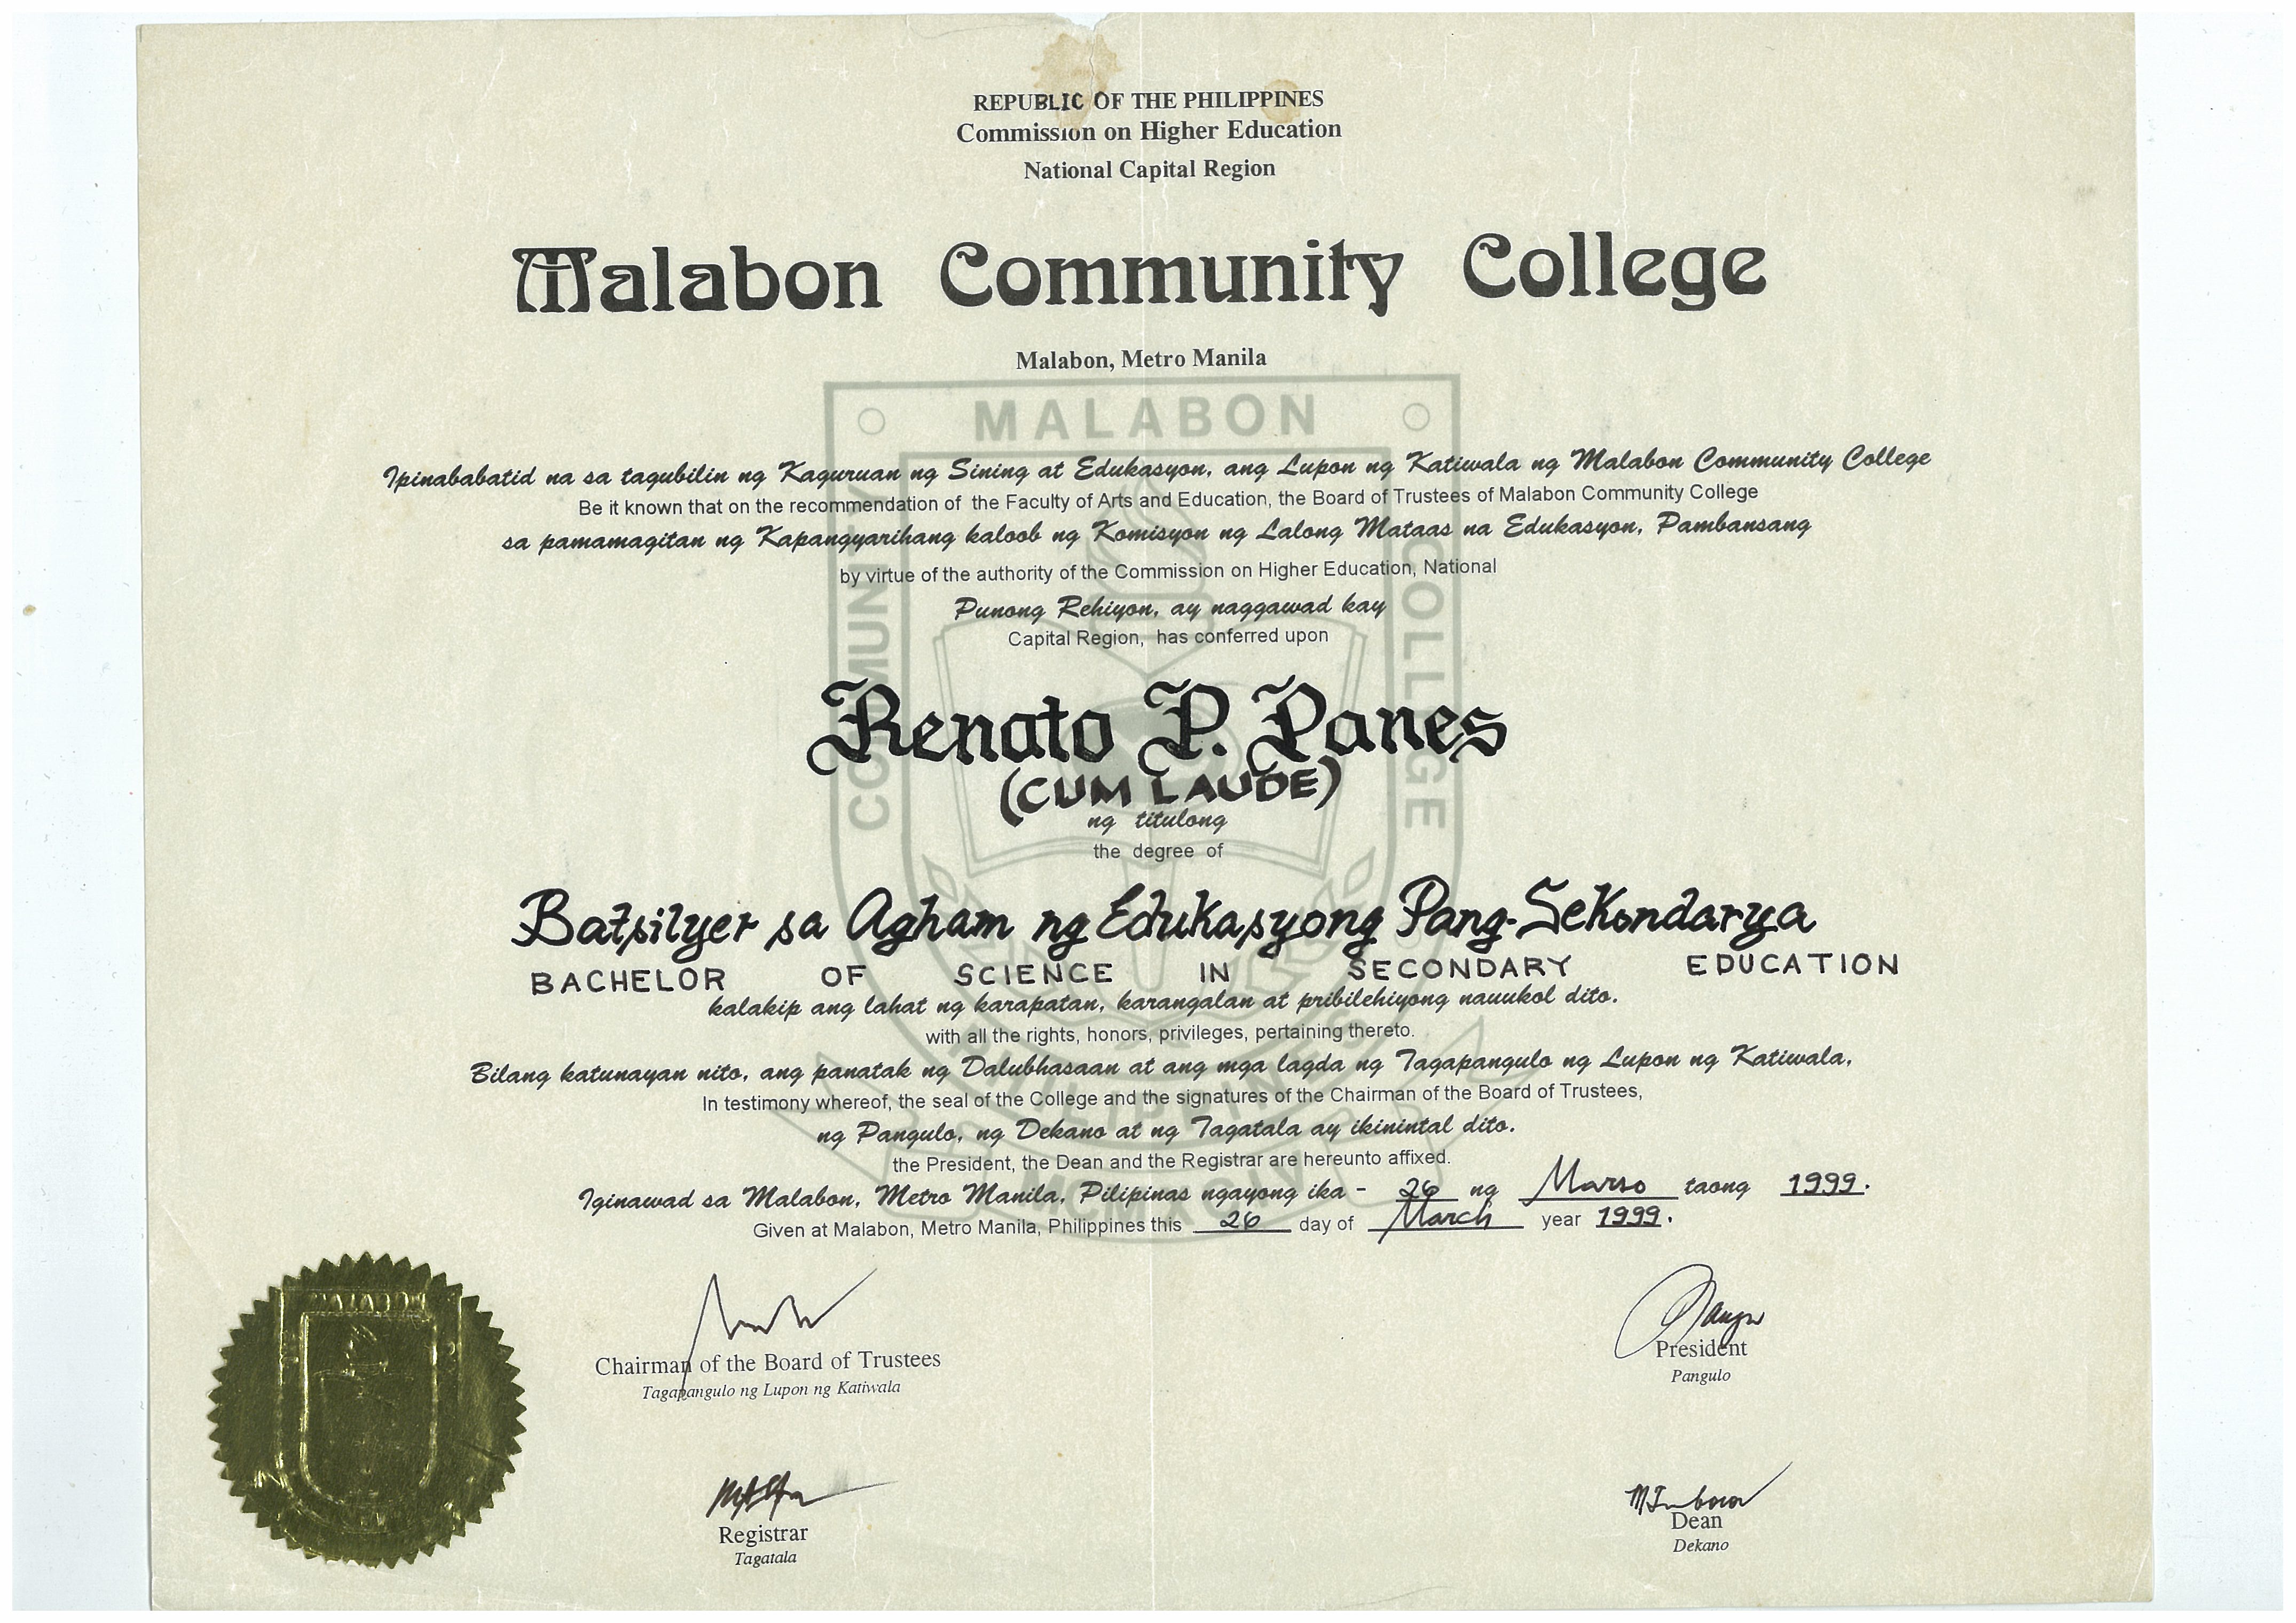 REPUBLIC OF THE PHILIPPINES
Commission on Higher Education
National Capital Region
Malabon Community College
Malabon, Metro Manila
MALABON
COMMUNITY
COLLEGE
Ipinababatid na sa tagubilin ng Kaguruan ng Sining at Edukasyon, ang Lupon ng Katiwala ng Malabon Community College
Be it known that on the recommendation of the Faculty of Arts and Education, the Board of Trustees of Malabon Community College
sa pamamagitan ng Kapangyarihang kaloob ng Komisyon ng Lalong Mataas na Edukasyon, Pambansang
by virtue of the authority of the Commission on Higher Education, National
Punong Rehiyon, ay naggawad kay
Capital Region, has conferred upon
Renato P. Panes
(CUM LAUDE)
ng titulong
the degree of
Batsilyer sa Agham ng Edukasyong Pang-Sekondarya
BACHELOR OF SCIENCE IN SECONDARY EDUCATION
kalakip ang lahat ng karapatan, karangalan at pribilehiyong nauukol dito.
with all the rights, honors, privileges, pertaining thereto.
Bilang katunayan nito, ang panatak ng Dalubhasaan at ang mga lagda ng Tagapangulo ng Lupon ng Katiwala,
In testimony whereof, the seal of the College and the signatures of the Chairman of the Board of Trustees,
ng Pangulo, ng Dekano at ng Tagatala ay ikinintal dito.
the President, the Dean and the Registrar are hereunto affixed.
Iginawad sa Malabon, Metro Manila, Pilipinas ngayong ika - 26 ng Marso taong 1999.
Given at Malabon, Metro Manila, Philippines this 26 day of March year 1999.
Chairman of the Board of Trustees
Tagapangulo ng Lupon ng Katiwala
President
Pangulo
Registrar
Tagatala
Dean
Dekano